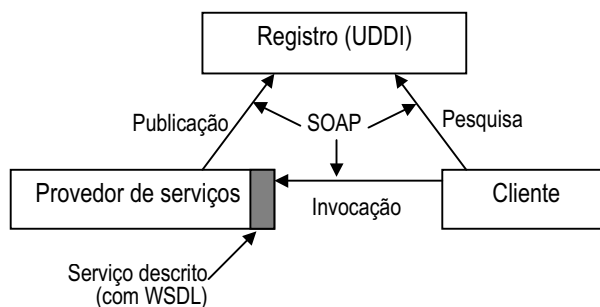 Registro (UDDI)
Publicação
SOAP
Pesquisa
Provedor de serviços
Invocação
Cliente
Serviço descrito
(com WSDL)